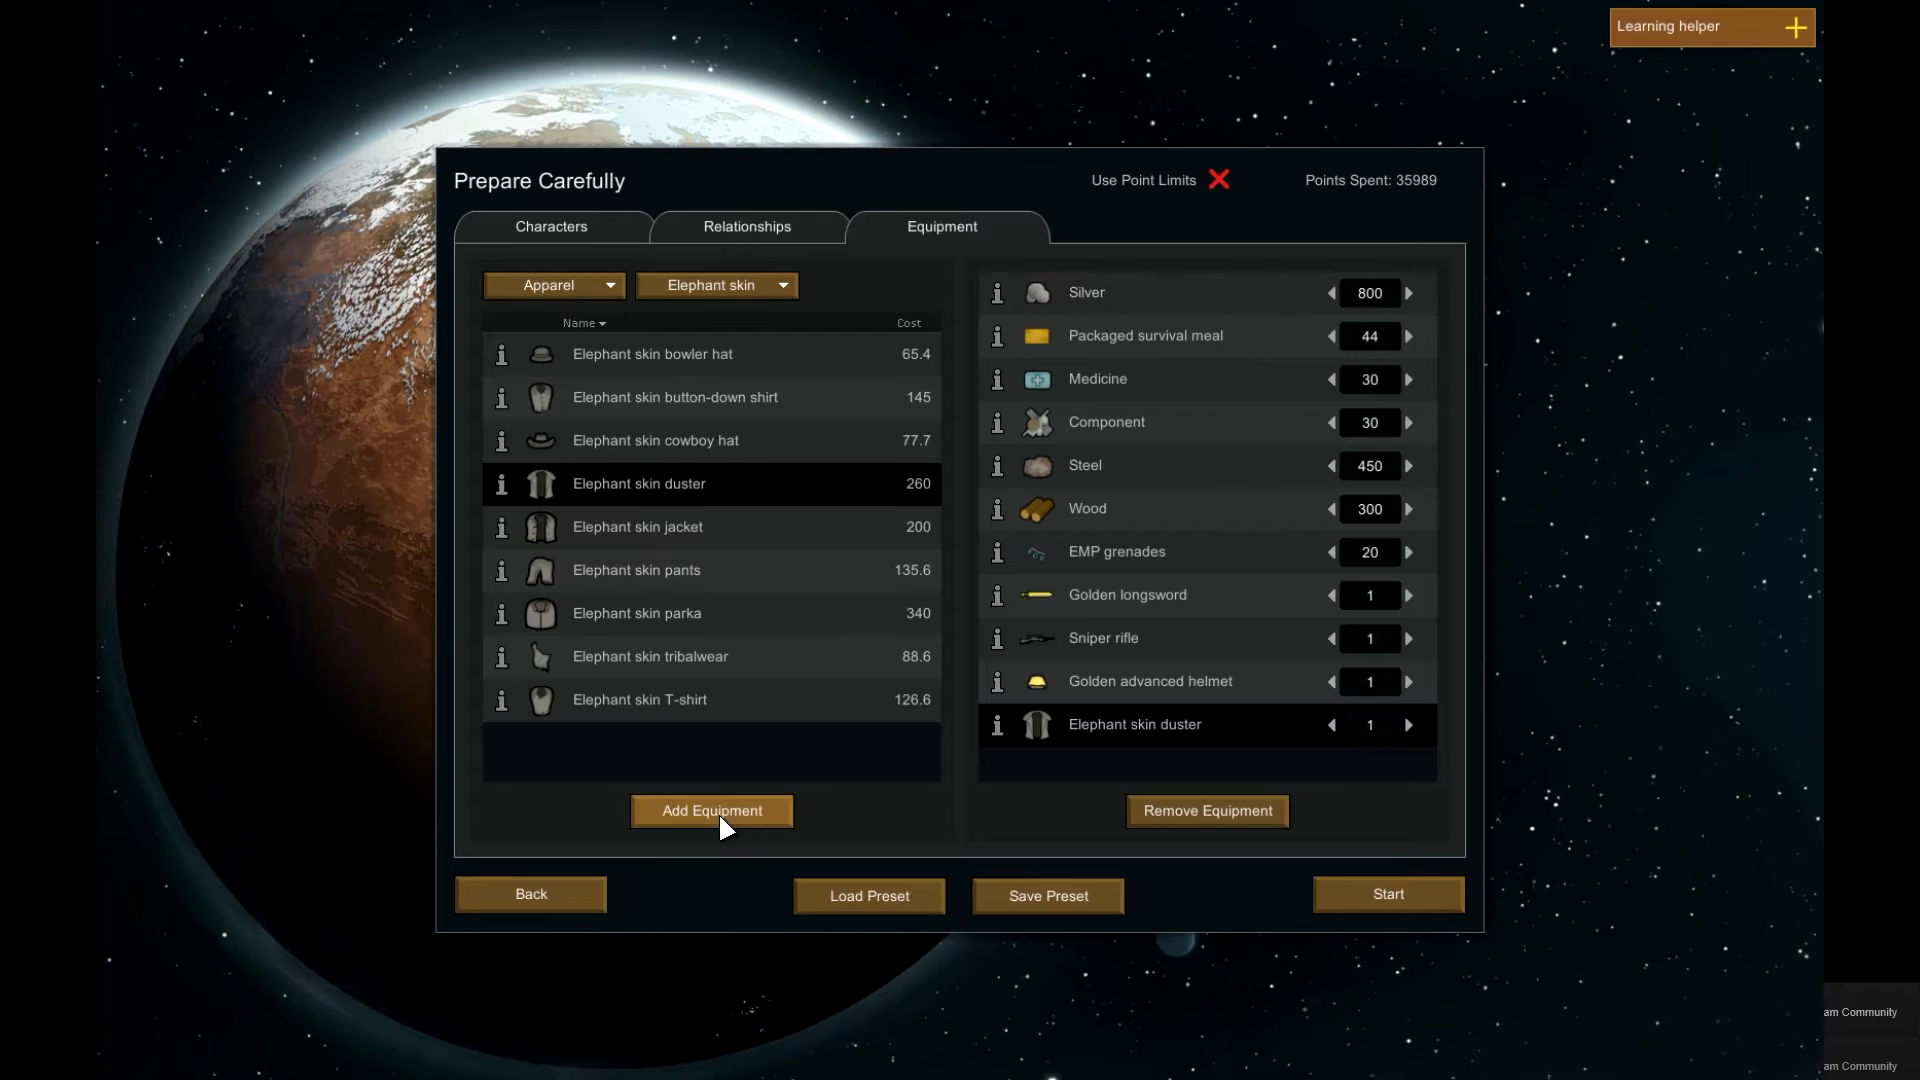 Learning helper
Prepare Carefully
Use Point Limits
Points Spent: 35989
Characters
Relationships
Equipment
Apparel
Elephant skin
Name
Cost
Elephant skin bowler hat 65.4
Elephant skin button-down shirt 145
Elephant skin cowboy hat 77.7
Elephant skin duster 260
Elephant skin jacket 200
Elephant skin pants 135.6
Elephant skin parka 340
Elephant skin tribalwear 88.6
Elephant skin T-shirt 126.6
Add Equipment
Silver 800
Packaged survival meal 44
Medicine 30
Component 30
Steel 450
Wood 300
EMP grenades 20
Golden longsword 1
Sniper rifle 1
Golden advanced helmet 1
Elephant skin duster 1
Remove Equipment
Back
Load Preset
Save Preset
Start
am Community
am Community